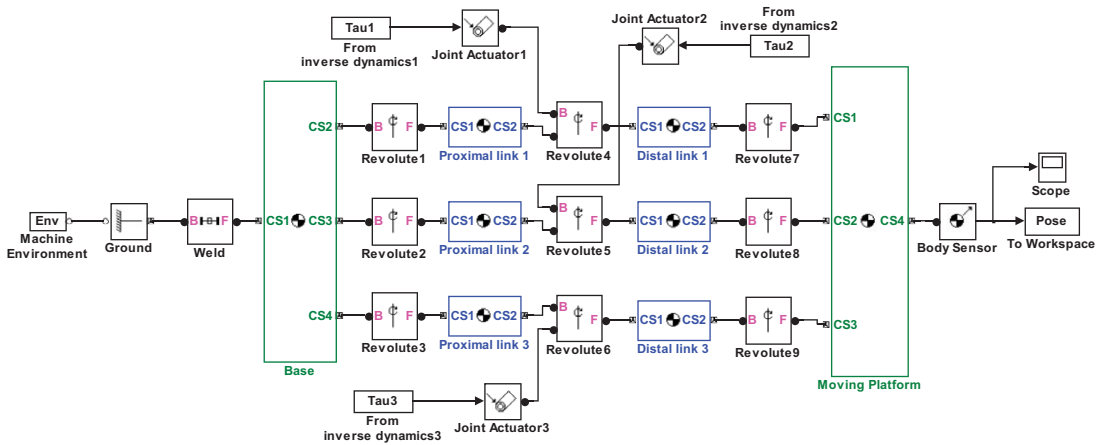 Tau1
From
inverse dynamics1
Joint Actuator1
Joint Actuator2
From
inverse dynamics2
Tau2
CS2
B F
Revolute1
CS1 CS2
Proximal link 1
B
F
Revolute4
CS1 CS2
Distal link 1
B F
Revolute7
CS1
Scope
Env
Machine
Environment
Ground
B F
Weld
CS1 CS3
B F
Revolute2
CS1 CS2
Proximal link 2
B
F
Revolute5
CS1 CS2
Distal link 2
B F
Revolute8
CS2 CS4
Body Sensor
Pose
To Workspace
CS4
B F
Revolute3
CS1 CS2
Proximal link 3
B
F
Revolute6
CS1 CS2
Distal link 3
B F
Revolute9
CS3
Base
Moving Platform
Tau3
From
inverse dynamics3
Joint Actuator3